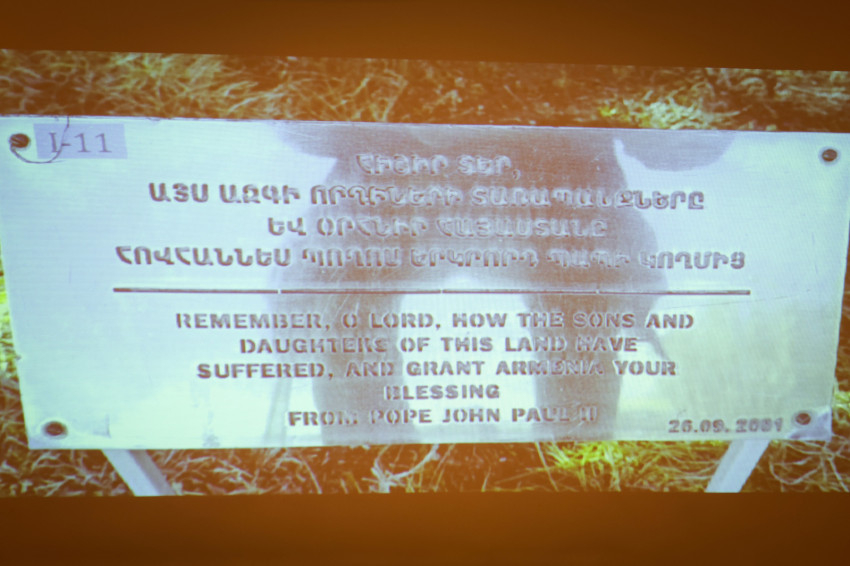 I-11
ՀԻՇԻՐ ՏԵՐ,
ԱՅՍ ԱԶԳԻ ՈՐԴԻՆԵՐԻ ՏԱՌԱՊԱՆՔՆԵՐԸ
ԵՎ ՕՐՀՆԻՐ ՀԱՅԱՍՏԱՆԸ
ՀՈՎՀԱՆՆԵՍ ՊՈՂՈՍ ԵՐԿՐՈՐԴ ՊԱՊԻ ԿՈՂՄԻՑ
REMEMBER, O LORD, HOW THE SONS AND
DAUGHTERS OF THIS LAND HAVE
SUFFERED, AND GRANT ARMENIA YOUR
BLESSING
FROM POPE JOHN PAUL II
26.09.2001